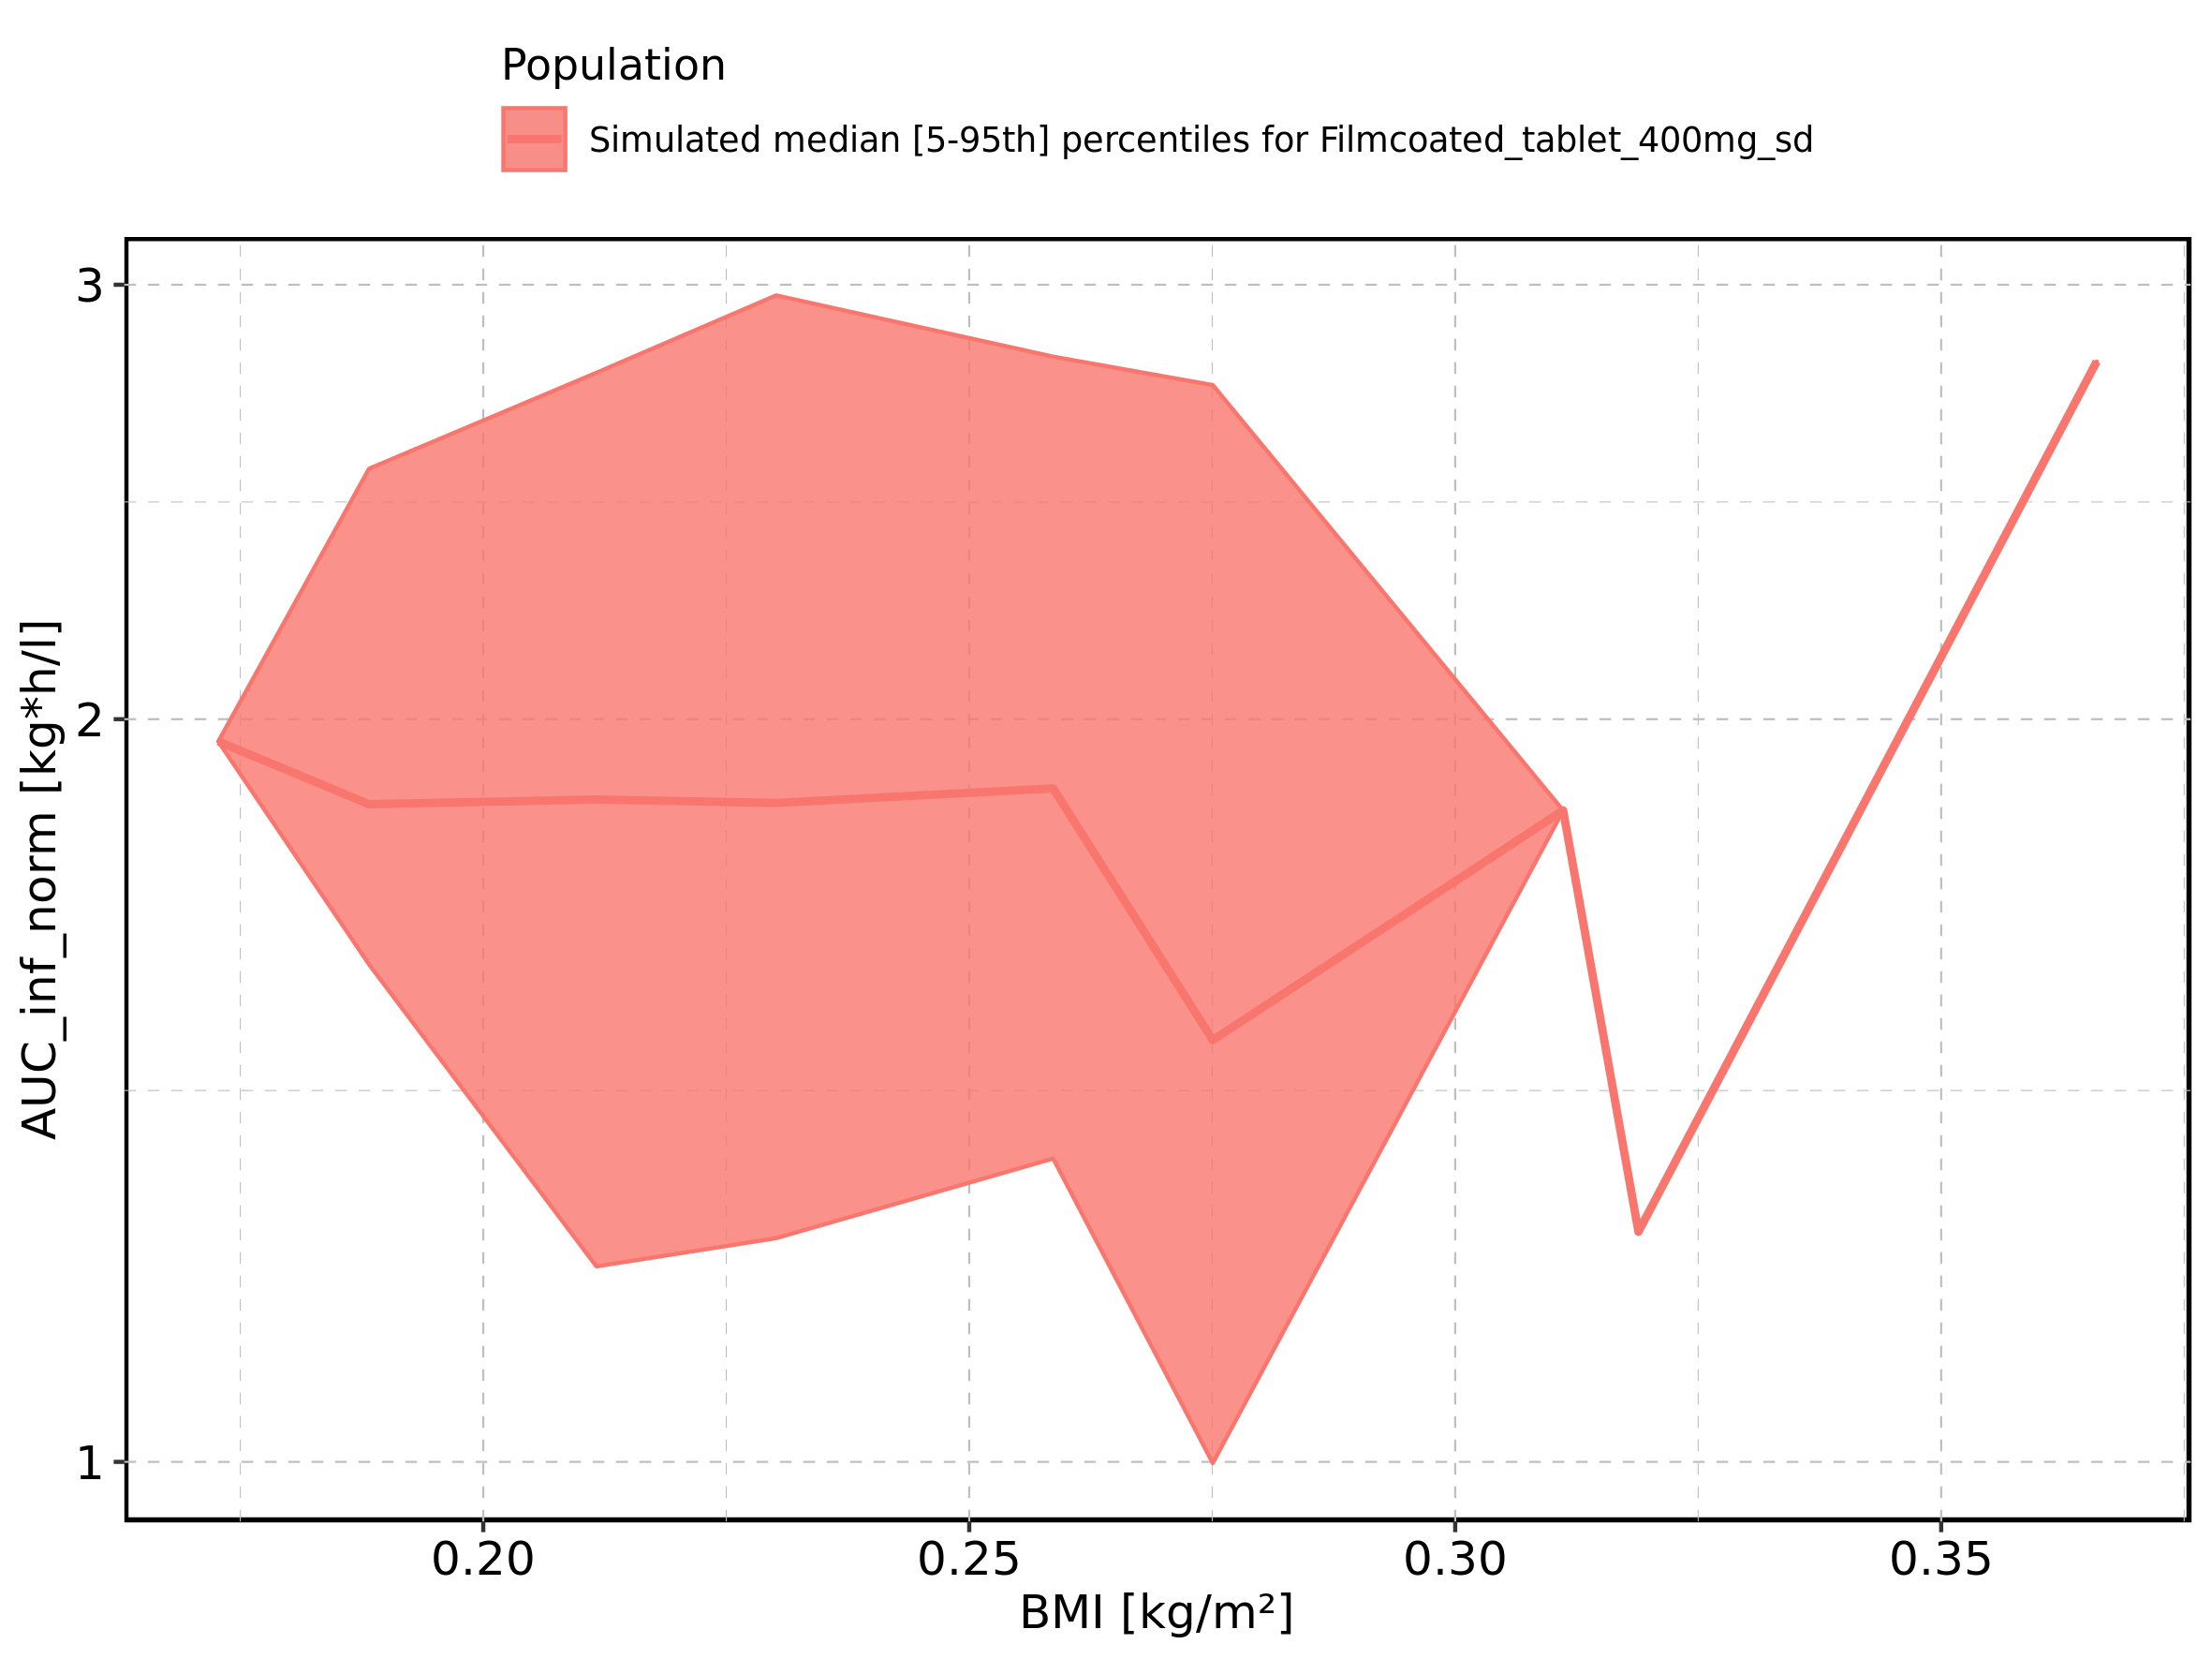 Population
Simulated median [5-95th] percentiles for Filmcoated_tablet_400mg_sd
AUC_inf_norm [kg*h/l]
3
2
1
0.20
0.25
0.30
0.35
BMI [kg/m²]